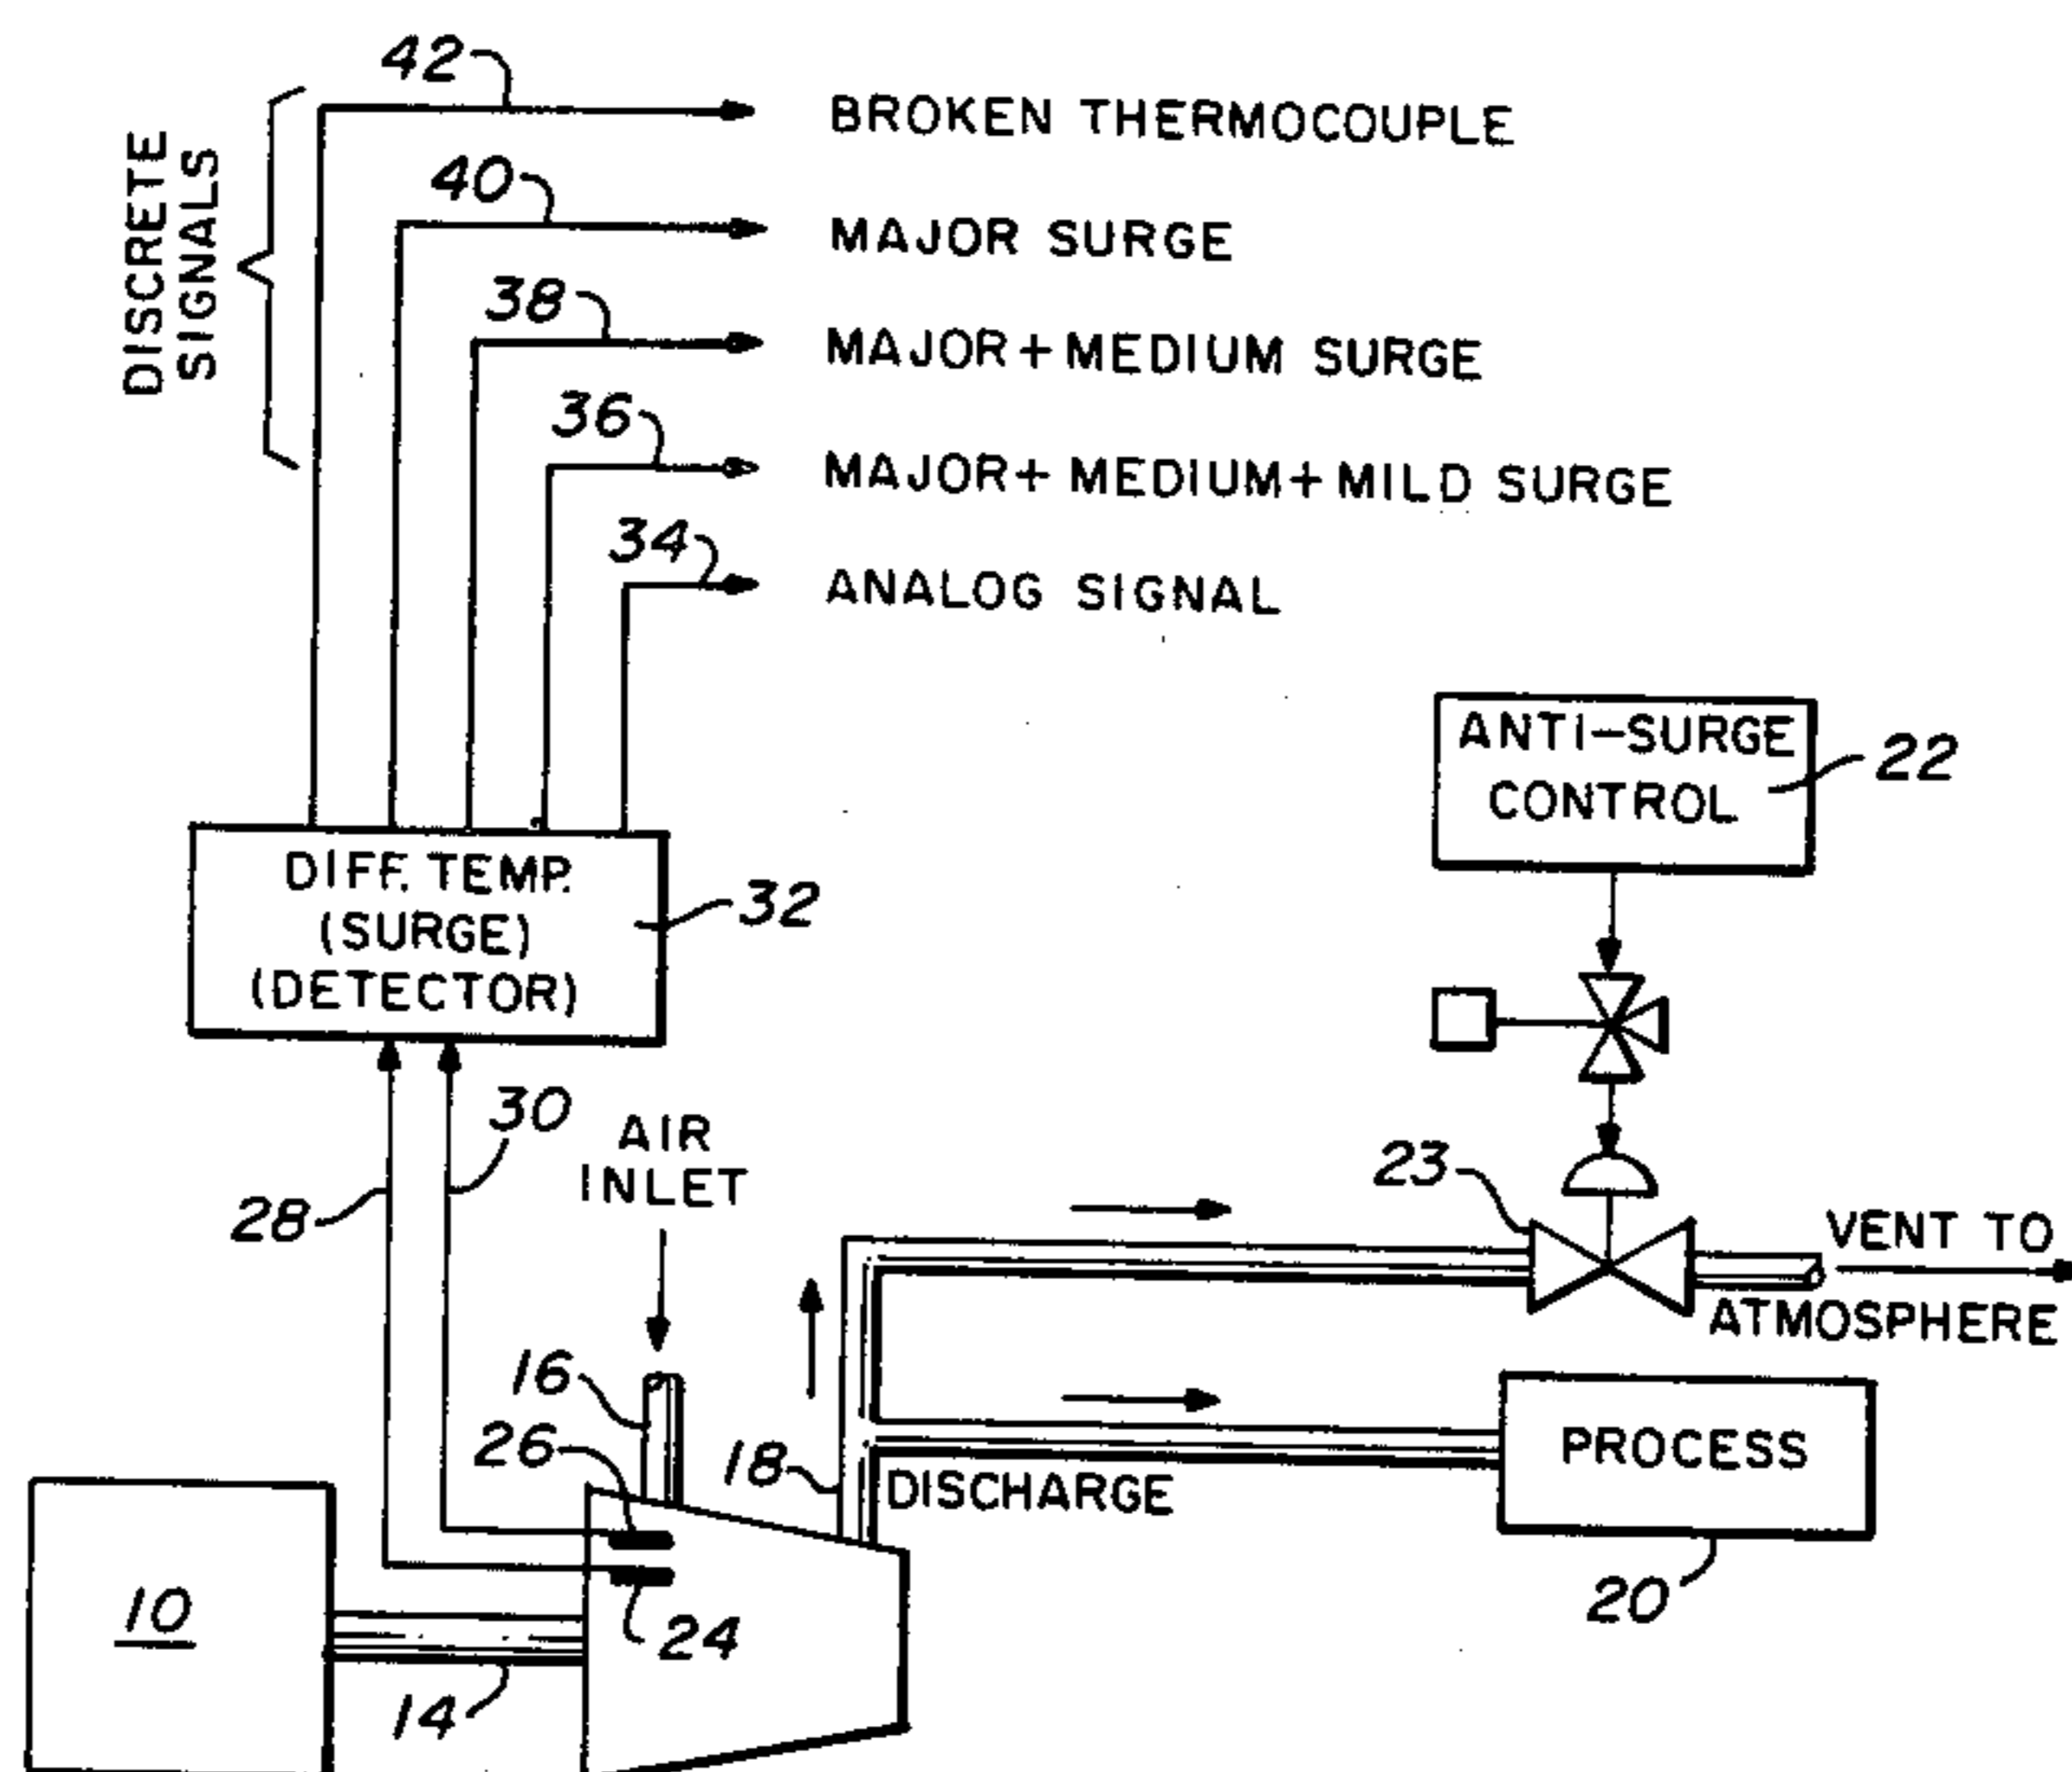 42
BROKEN THERMOCOUPLE
DISCRETE
SIGNALS
40
MAJOR SURGE
38
MAJOR+MEDIUM SURGE
36
MAJOR+ MEDIUM+ MILD SURGE
34
ANALOG SIGNAL
ANTI-SURGE
CONTROL
22
DIFF. TEMP.
(SURGE)
(DETECTOR)
32
30
AIR
INLET
28
23
VENT TO
ATMOSPHERE
16
26
18
DISCHARGE
PROCESS
10
24
20
14